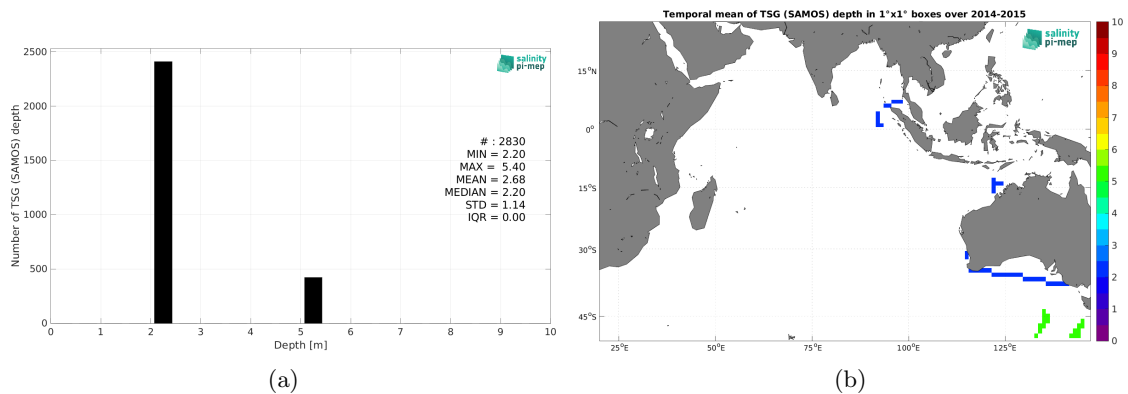 2500
2000
1500
1000
500
0
Number of TSG (SAMOS) depth
0 1 2 3 4 5 6 7 8 9 10
Depth [m]
salinity
pi-mep
# : 2830
MIN = 2.20
MAX = 5.40
MEAN = 2.68
MEDIAN = 2.20
STD = 1.14
IQR = 0.00
(a)
Temporal mean of TSG (SAMOS) depth in 1°x1° boxes over 2014-2015
salinity
pi-mep
15°N
0°
15°S
30°S
45°S
25°E 50°E 75°E 100°E 125°E
10
9
8
7
6
5
4
3
2
1
0
(b)